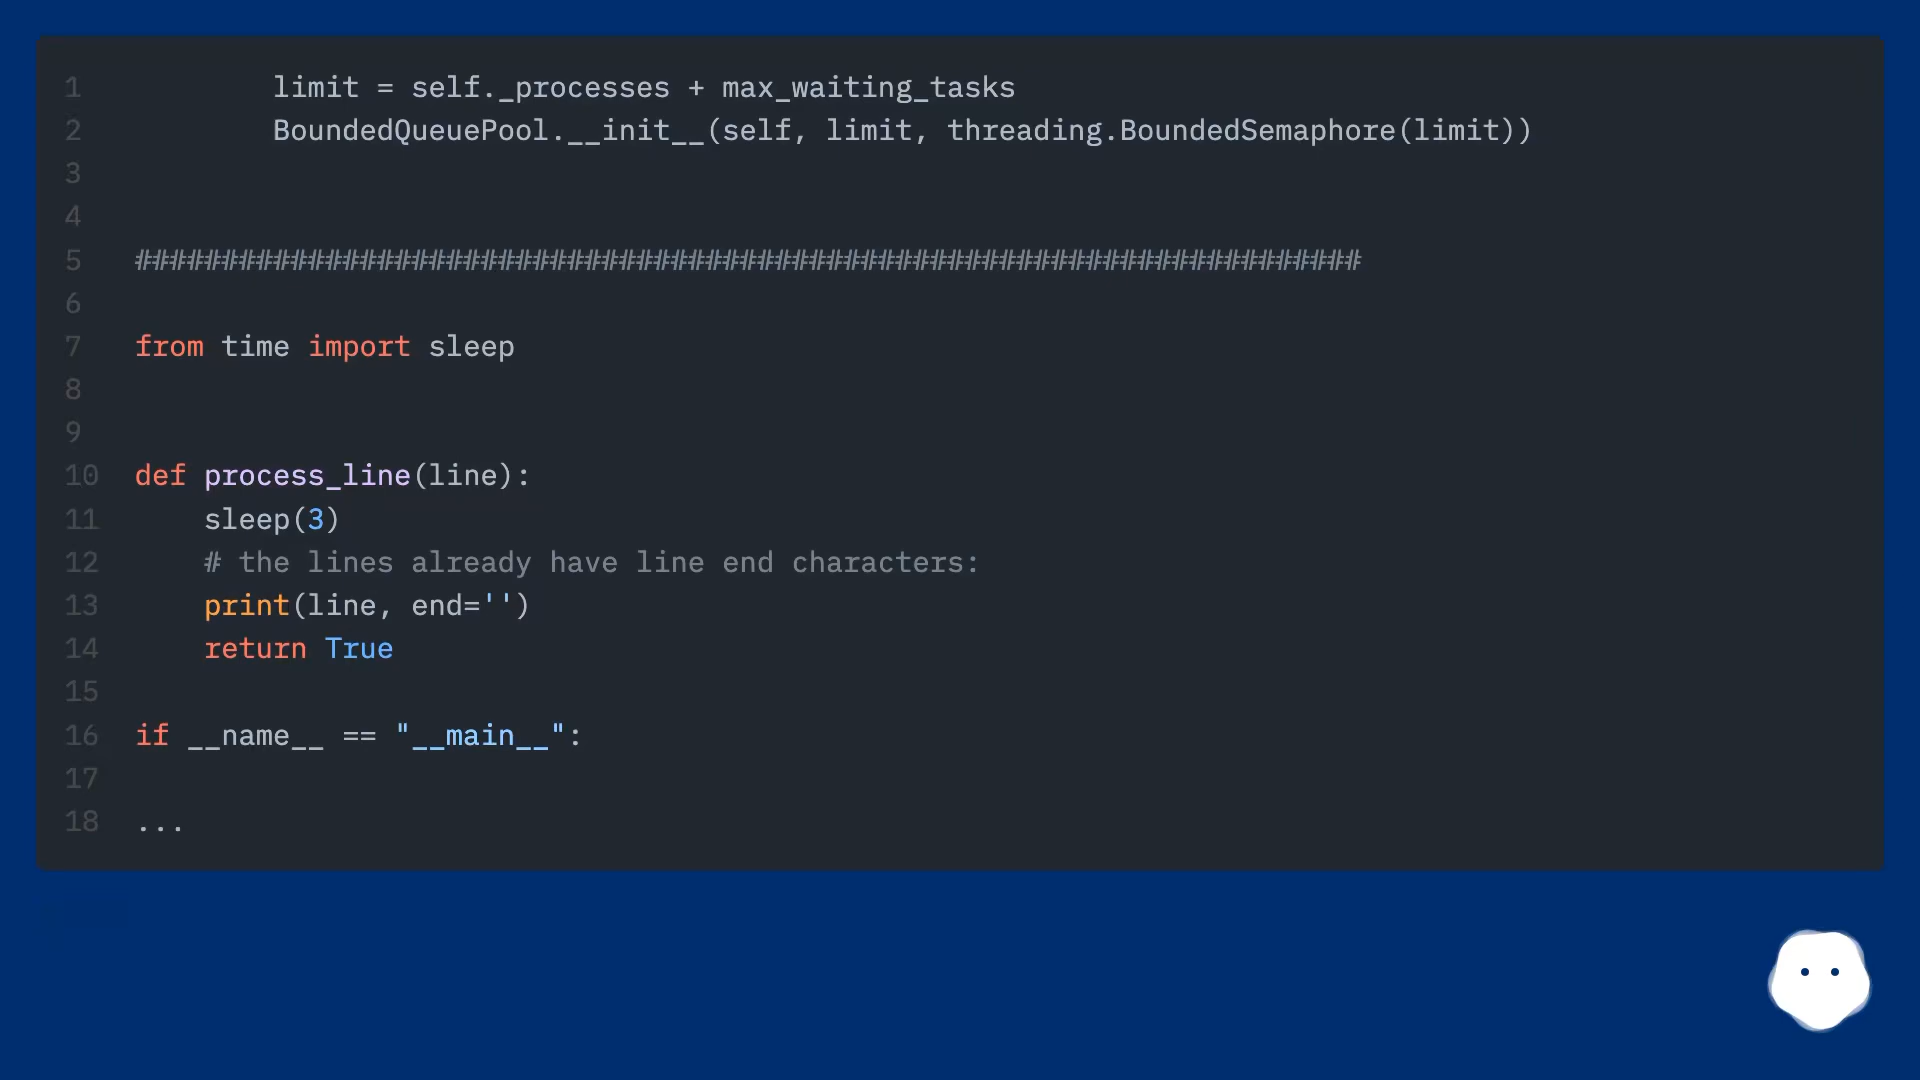 1 limit = self._processes + max_waiting_tasks
2 BoundedQueuePool.__init__(self, limit, threading.BoundedSemaphore(limit))
3
4
5 #######################################################################
6
7 from time import sleep
8
9
10 def process_line(line):
11 sleep(3)
12 # the lines already have line end characters:
13 print(line, end='')
14 return True
15
16 if __name__ == "__main__":
17
18 ...